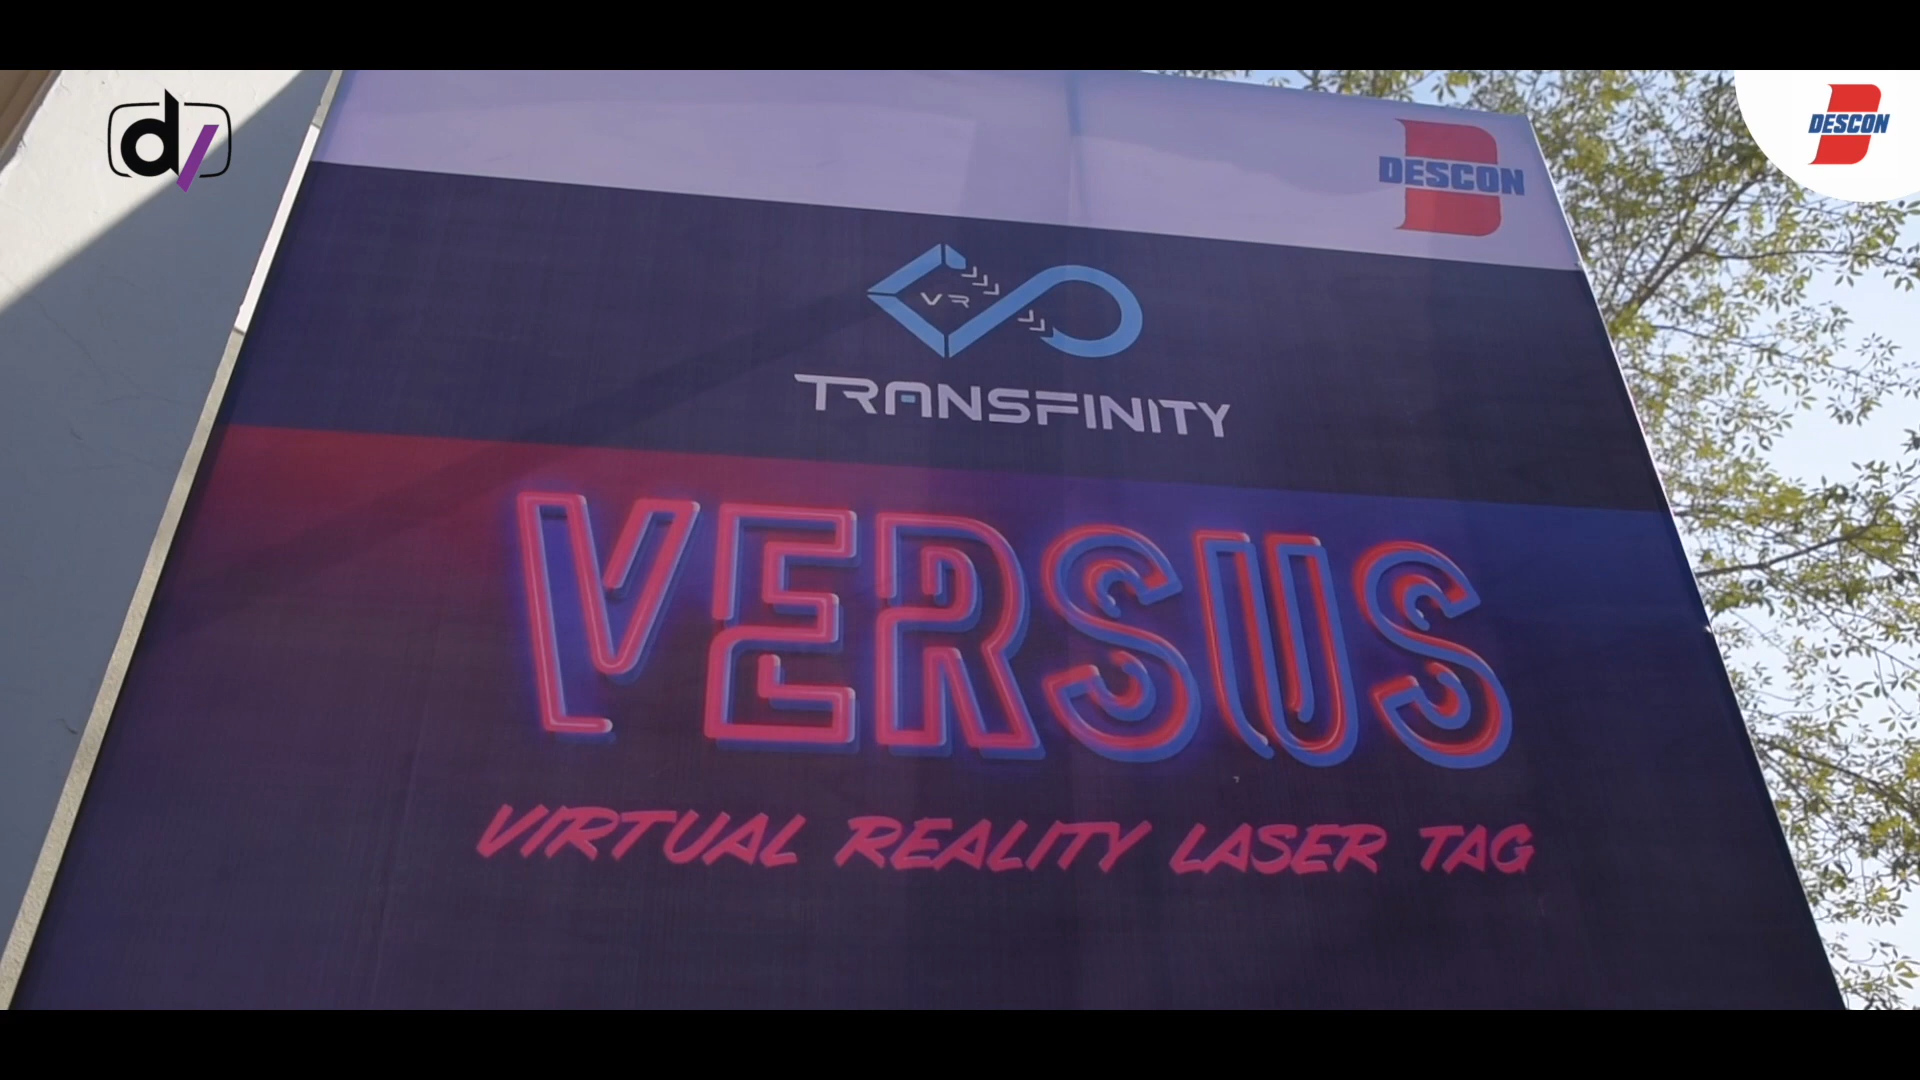 d/
DESCON
DESCON
VR
TRANSFINITY
VERSUS
VIRTUAL REALITY LASER TAG